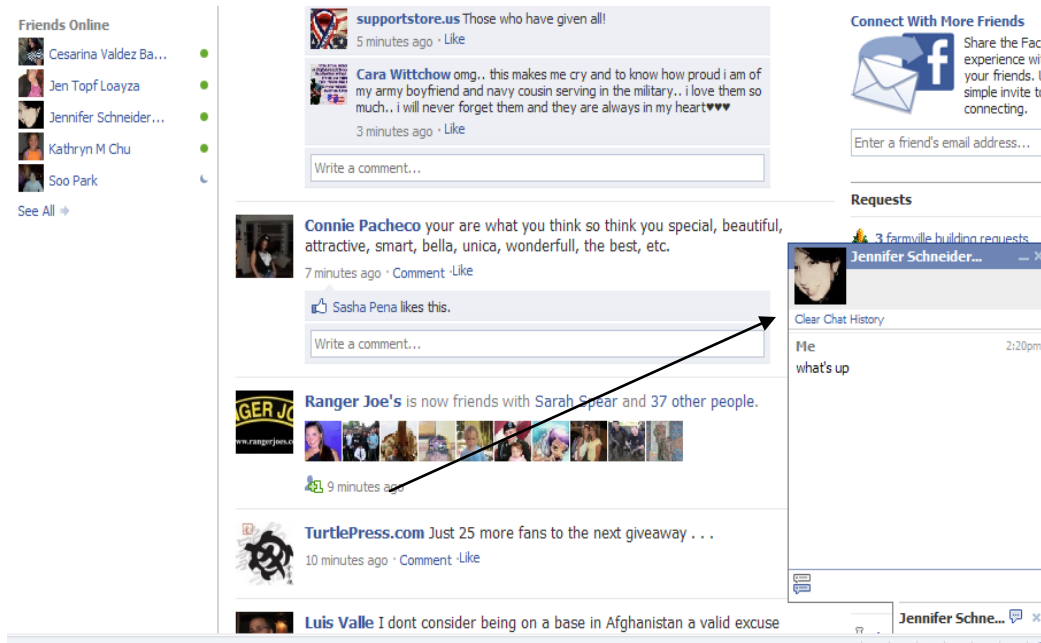 Friends Online
Cesarina Valdez Ba...
Jen Topf Loayza
Jennifer Schneider...
Kathryn M Chu
Soo Park
See All
supportstore.us Those who have given all!
5 minutes ago · Like
Cara Wittchow omg.. this makes me cry and to know how proud i am of
my army boyfriend and navy cousin serving in the military.. i love them so
much.. i will never forget them and they are always in my heart♥♥♥
3 minutes ago · Like
Write a comment...
Connie Pacheco your are what you think so think you special, beautiful,
attractive, smart, bella, unica, wonderfull, the best, etc.
7 minutes ago · Comment · Like
Sasha Pena likes this.
Write a comment...
GER JO
www.rangerjoes.c
Ranger Joe's is now friends with Sarah Spear and 37 other people.
9 minutes ago
TurtlePress.com Just 25 more fans to the next giveaway . . .
10 minutes ago · Comment · Like
Luis Valle I dont consider being on a base in Afghanistan a valid excuse
Connect With More Friends
Share the Fac
experience wi
your friends. 
simple invite to
connecting.
Enter a friend's email address...
Requests
3 farmville building requests
Jennifer Schneider...
Clear Chat History
Me 2:20pm
what's up
Jennifer Schne...